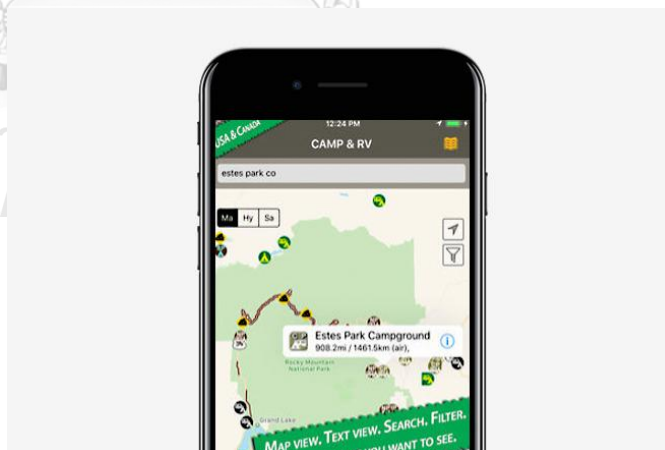 USA & CANADA
12:24 PM
CAMP & RV
estes park co
Ma Hy Sa
Estes Park Campground
908.2mi / 1461.5km (air),
Rocky Mountain
National Park
Grand Lake
MAP VIEW. TEXT VIEW. SEARCH. FILTER.
YOU WANT TO SEE.